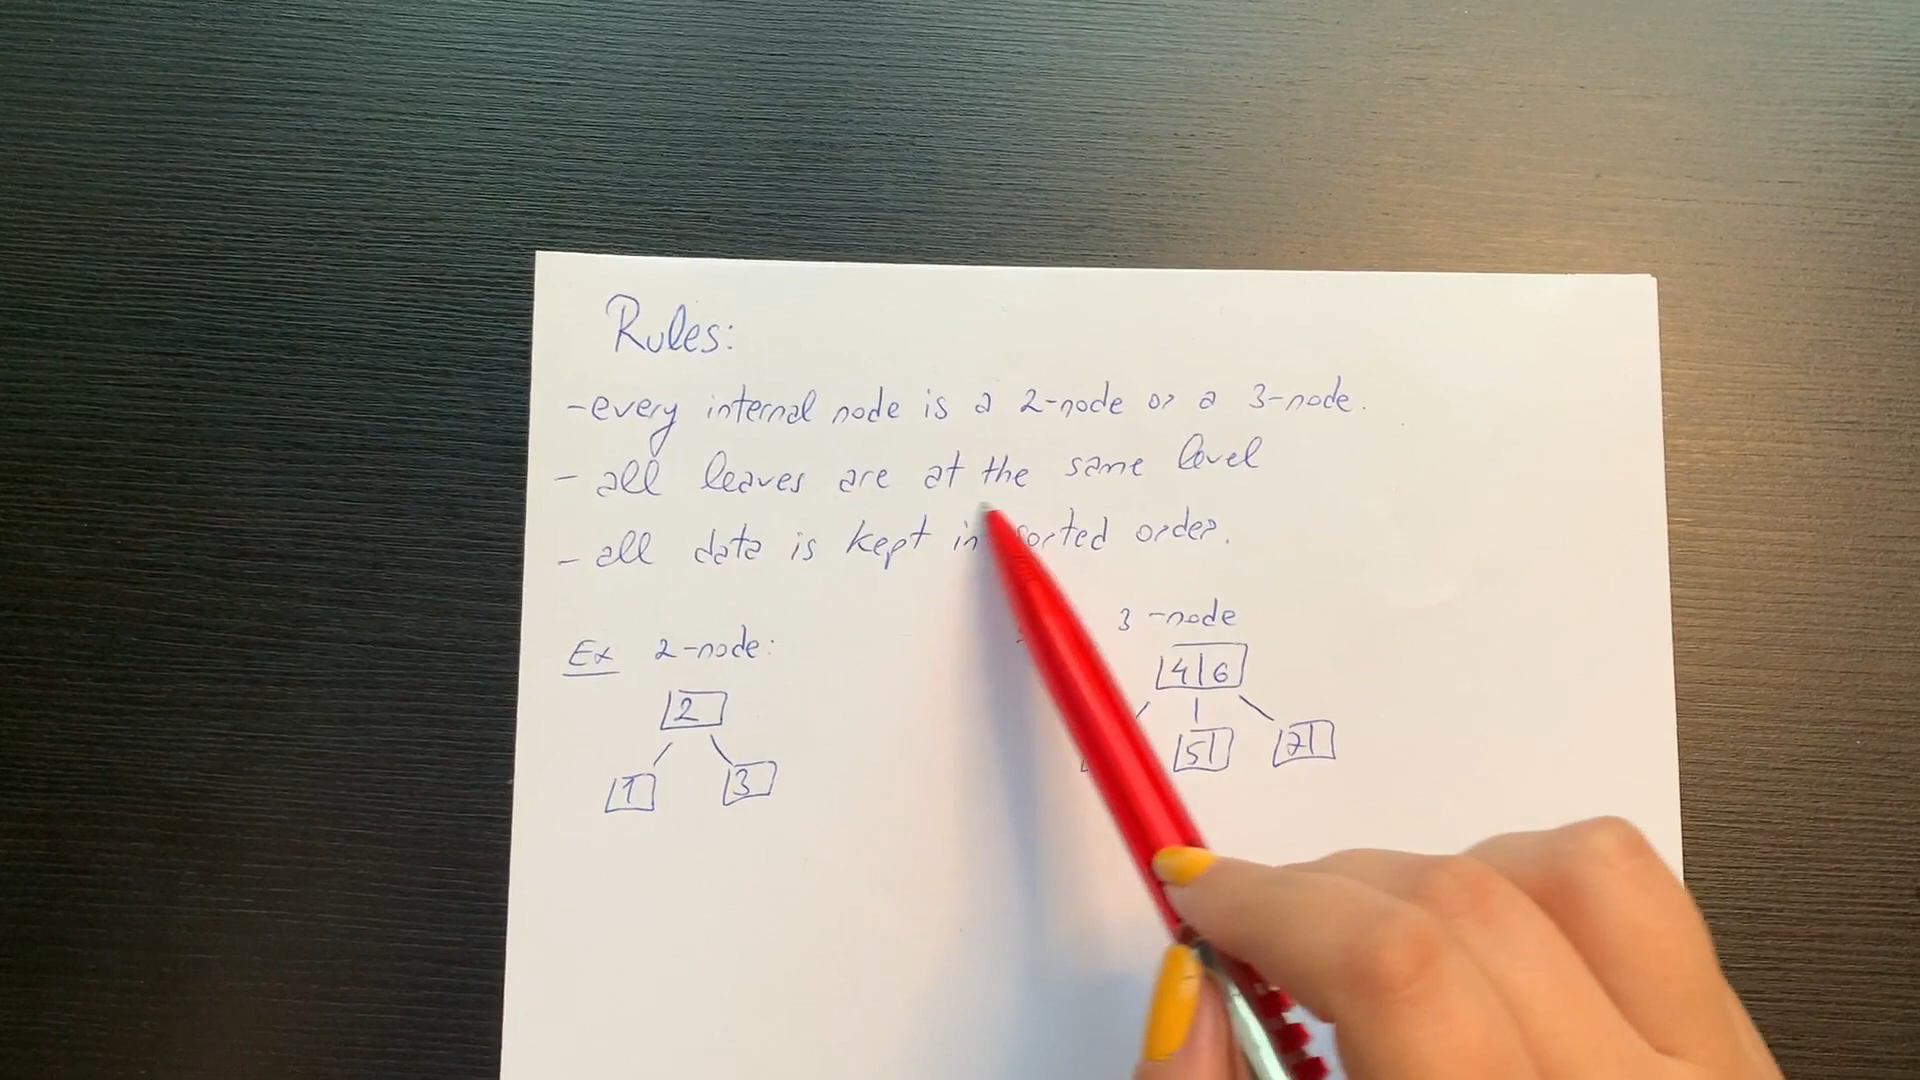 Rules:
- every internal node is a 2-node or a 3-node.
- all leaves are at the same level
- all data is kept in sorted order.
Ex 2-node:
3-node
2
4|6
1 3
5|